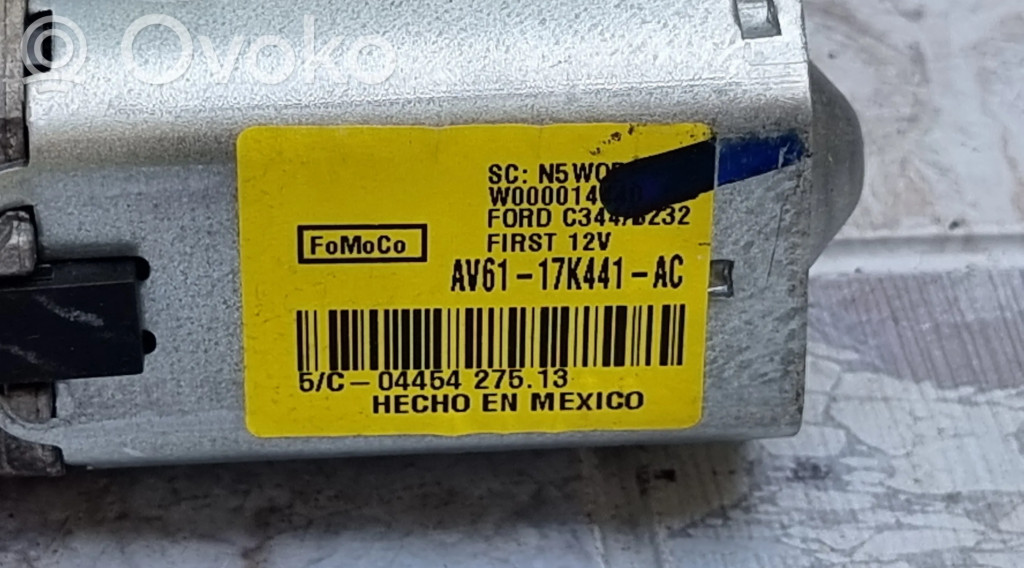 Ovoko
SC: N5W
W000014
FORD C344/B232
FIRST 12V
FoMoCo
AV61-17K441-AC
5/C-04454 275.13
HECHO EN MEXICO